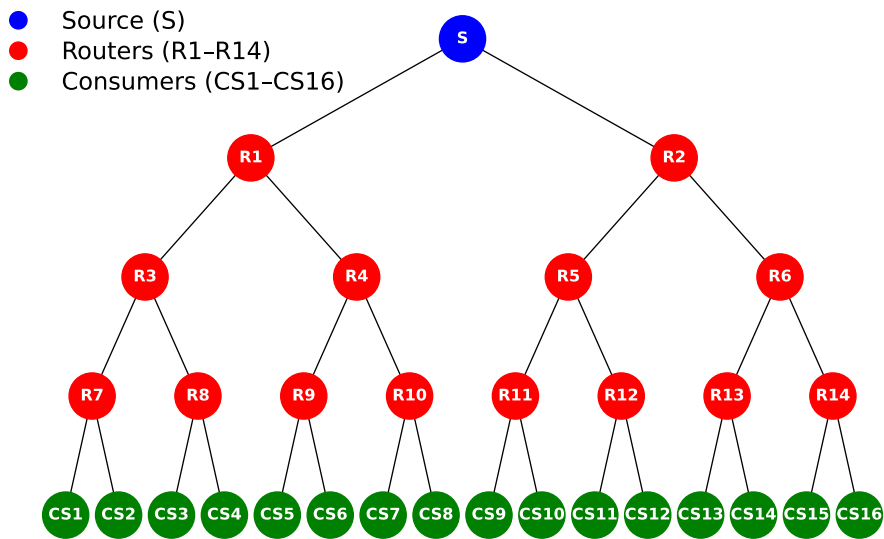 Source (S)
Routers (R1–R14)
Consumers (CS1–CS16)
S
R1 R2
R3 R4 R5 R6
R7 R8 R9 R10 R11 R12 R13 R14
CS1 CS2 CS3 CS4 CS5 CS6 CS7 CS8 CS9 CS10 CS11 CS12 CS13 CS14 CS15 CS16